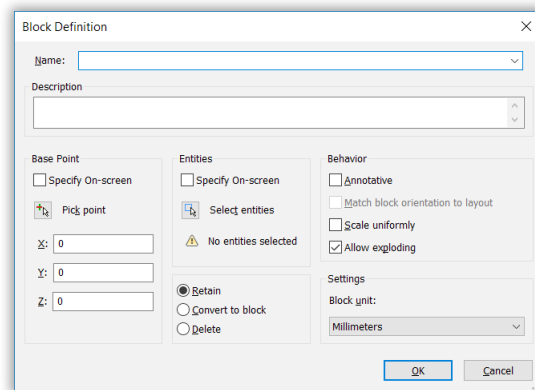 Block Definition
Name:
Description
Base Point
Specify On-screen
Pick point
X: 0
Y: 0
Z: 0
Entities
Specify On-screen
Select entities
No entities selected
Retain
Convert to block
Delete
Behavior
Annotative
Match block orientation to layout
Scale uniformly
Allow exploding
Settings
Block unit:
Millimeters
OK Cancel